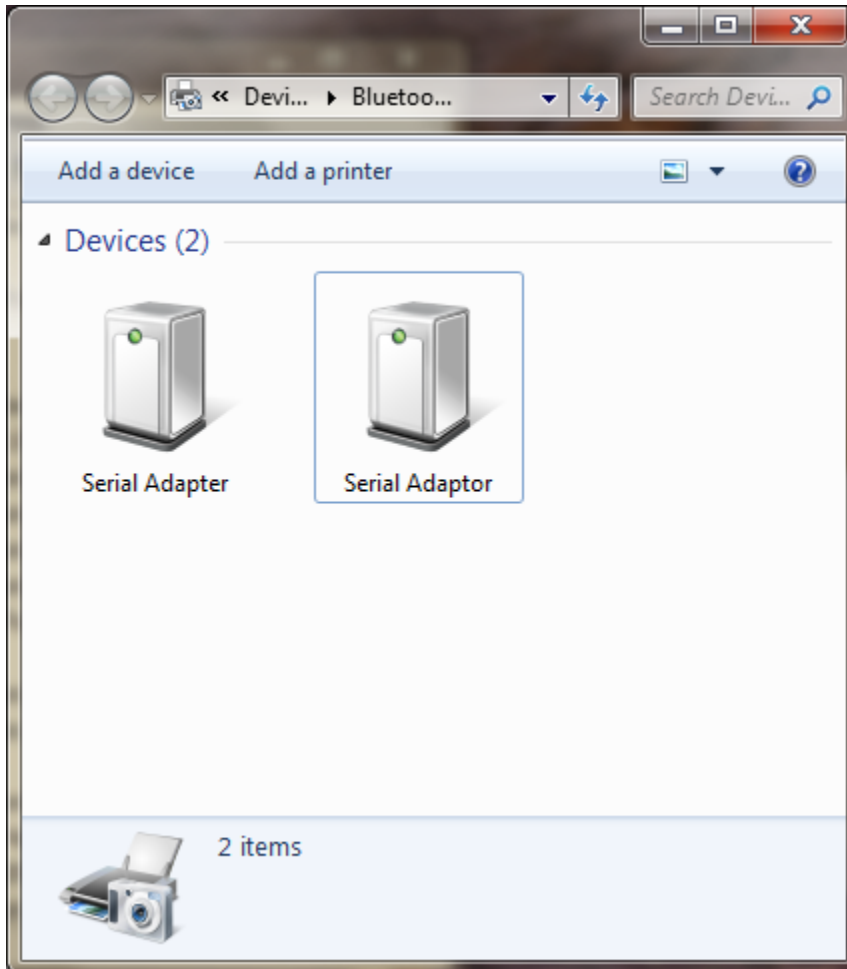 « Devi... ▸ Bluetoo... Search Devi...
Add a device Add a printer
Devices (2)
Serial Adapter Serial Adaptor
2 items